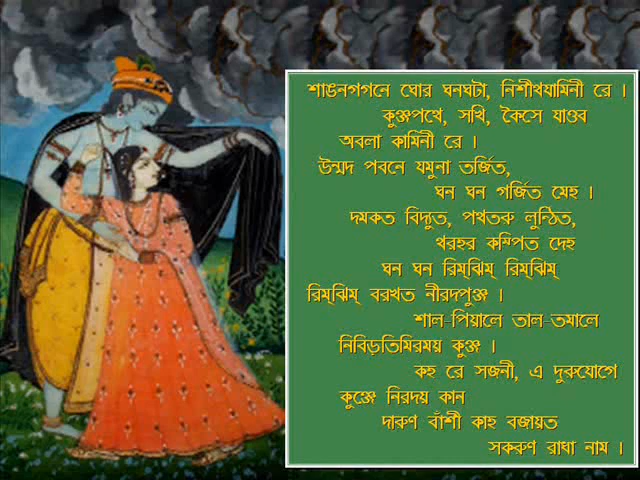 শাঙনগগনে ঘোর ঘনঘটা, নিশীথযামিনী রে ।
কুঞ্জপথে, সখি, কৈসে যাওব
অবলা কামিনী রে ।
উন্মদ পবনে যমুনা তর্জিত,
ঘন ঘন গর্জিত মেহ ।
দমকত বিদ্যুত, পথতরু লুন্ঠিত,
থরহর কম্পিত দেহ
ঘন ঘন রিম্‌ঝিম্‌ রিম্‌ঝিম্‌
রিম্‌ঝিম্‌ বরখত নীরদপুঞ্জ ।
শাল-পিয়ালে তাল-তমালে
নিবিড়তিমিরময় কুঞ্জ ।
কহ রে সজনী, এ দুরুযোগে
কুঞ্জে নিরদয় কান
দারুণ বাঁশী কাহ বজায়ত
সকরুণ রাধা নাম ।